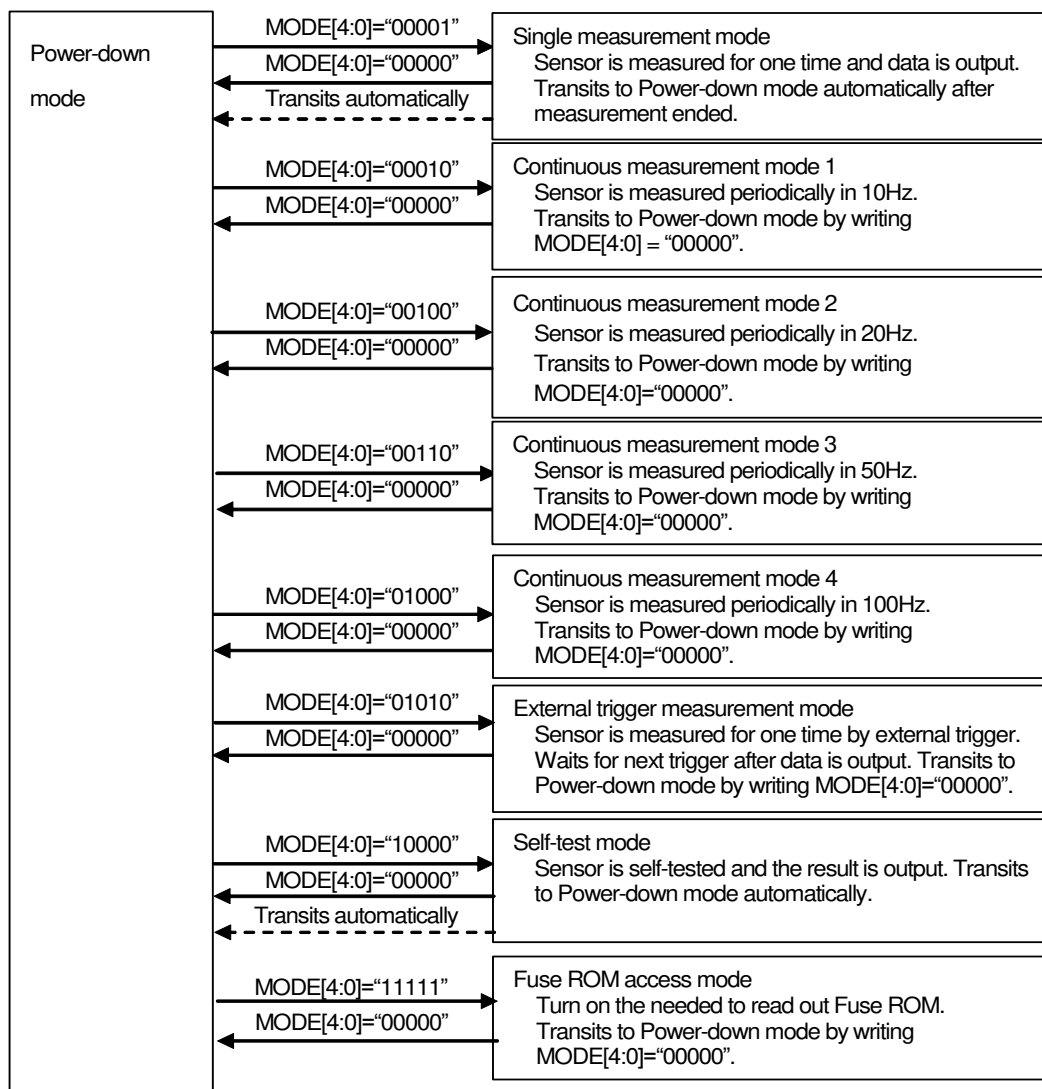 Power-down
mode
MODE[4:0]=“00001”
MODE[4:0]=“00000”
Transits automatically
Single measurement mode
Sensor is measured for one time and data is output.
Transits to Power-down mode automatically after
measurement ended.
MODE[4:0]=“00010”
MODE[4:0]=“00000”
Continuous measurement mode 1
Sensor is measured periodically in 10Hz.
Transits to Power-down mode by writing
MODE[4:0] = “00000”.
MODE[4:0]=“00100”
MODE[4:0]=“00000”
Continuous measurement mode 2
Sensor is measured periodically in 20Hz.
Transits to Power-down mode by writing
MODE[4:0]=“00000”.
MODE[4:0]=“00110”
MODE[4:0]=“00000”
Continuous measurement mode 3
Sensor is measured periodically in 50Hz.
Transits to Power-down mode by writing
MODE[4:0]=“00000”.
MODE[4:0]=“01000”
MODE[4:0]=“00000”
Continuous measurement mode 4
Sensor is measured periodically in 100Hz.
Transits to Power-down mode by writing
MODE[4:0]=“00000”.
MODE[4:0]=“01010”
MODE[4:0]=“00000”
External trigger measurement mode
Sensor is measured for one time by external trigger.
Waits for next trigger after data is output. Transits to
Power-down mode by writing MODE[4:0]=“00000”.
MODE[4:0]=“10000”
MODE[4:0]=“00000”
Transits automatically
Self-test mode
Sensor is self-tested and the result is output. Transits
to Power-down mode automatically.
MODE[4:0]=“11111”
MODE[4:0]=“00000”
Fuse ROM access mode
Turn on the needed to read out Fuse ROM.
Transits to Power-down mode by writing
MODE[4:0]=“00000”.